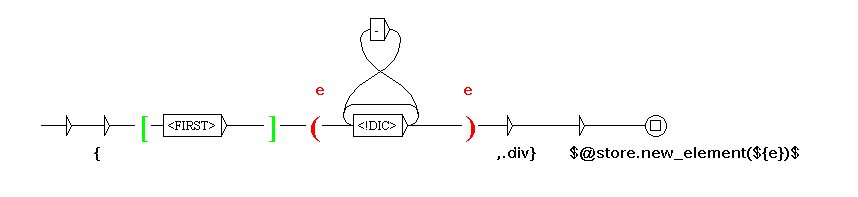 -
e e
[ <FIRST> ] ( <!DIC> )
{ ,.div} $@store.new_element(${e})$